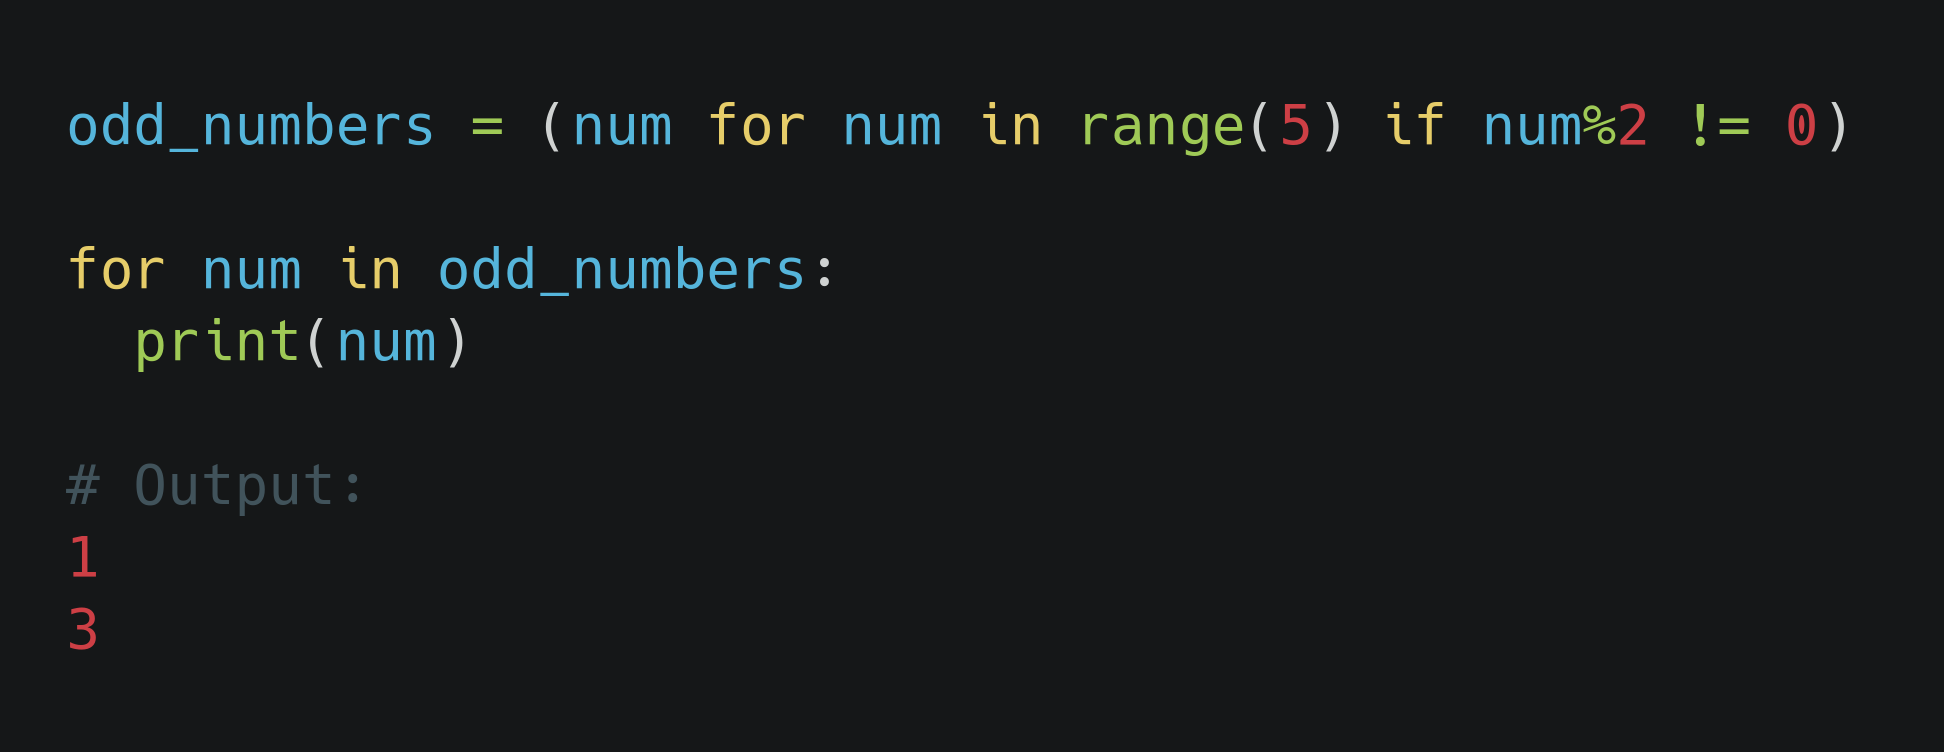 odd_numbers = (num for num in range(5) if num%2 != 0)
for num in odd_numbers:
  print(num)
# Output:
1
3